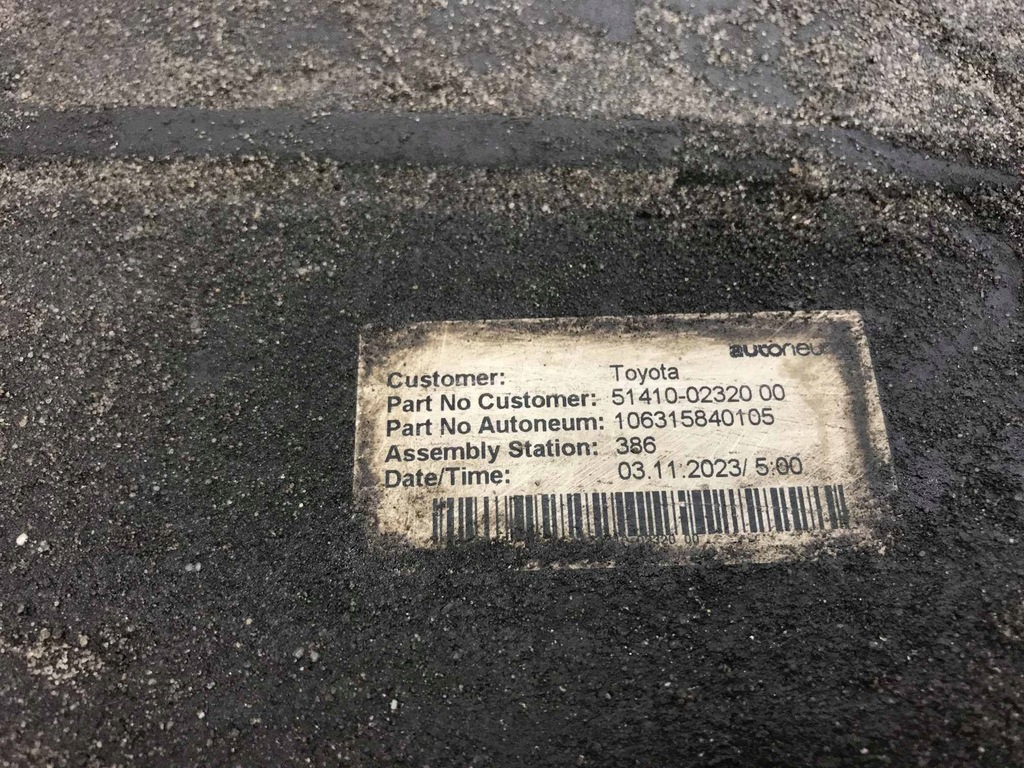 autoneu
Customer: Toyota
Part No Customer: 51410-02320 00
Part No Autoneum: 106315840105
Assembly Station: 386
Date/Time: 03.11.2023/ 5:00